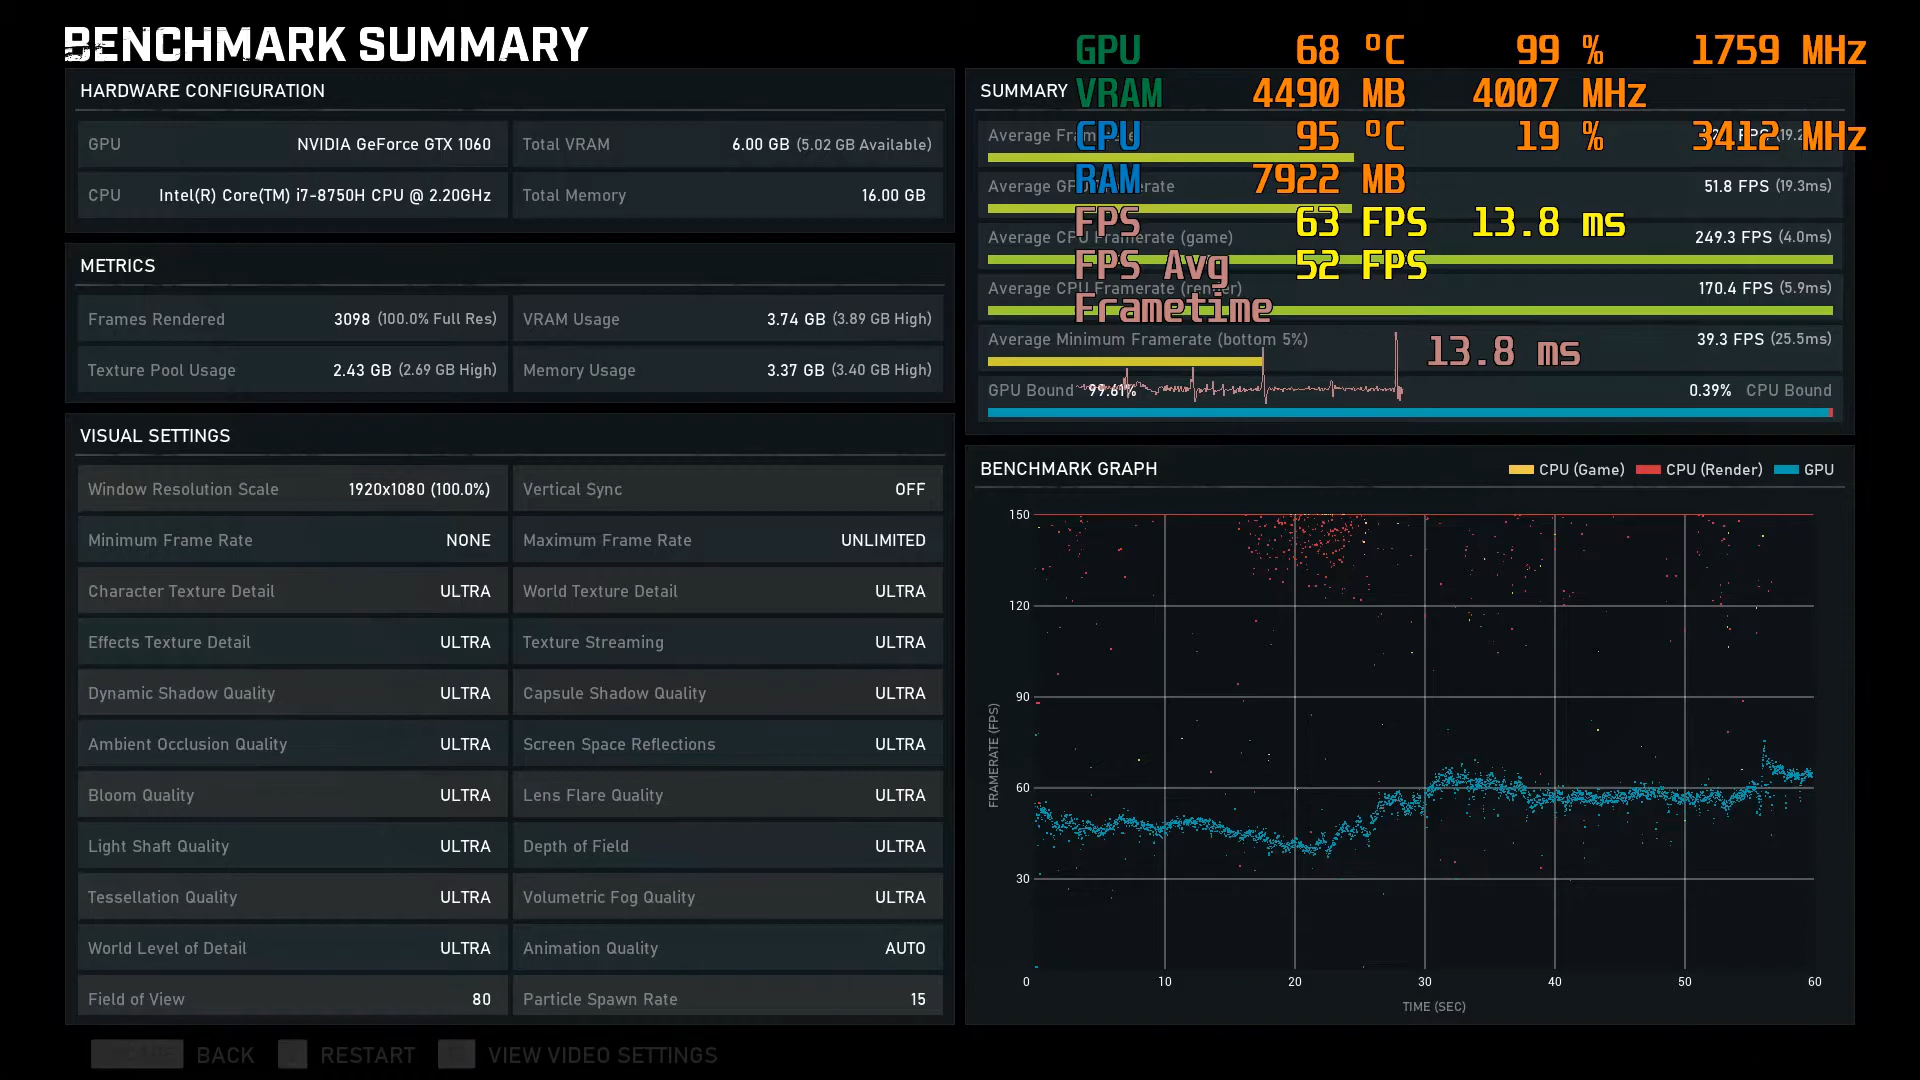 BENCHMARK SUMMARY
HARDWARE CONFIGURATION
GPU NVIDIA GeForce GTX 1060 Total VRAM 6.00 GB (5.02 GB Available)
CPU Intel(R) Core(TM) i7-8750H CPU @ 2.20GHz Total Memory 16.00 GB
METRICS
Frames Rendered 3098 (100.0% Full Res) VRAM Usage 3.74 GB (3.89 GB High)
Texture Pool Usage 2.43 GB (2.69 GB High) Memory Usage 3.37 GB (3.40 GB High)
VISUAL SETTINGS
Window Resolution Scale 1920x1080 (100.0%) Vertical Sync OFF
Minimum Frame Rate NONE Maximum Frame Rate UNLIMITED
Character Texture Detail ULTRA World Texture Detail ULTRA
Effects Texture Detail ULTRA Texture Streaming ULTRA
Dynamic Shadow Quality ULTRA Capsule Shadow Quality ULTRA
Ambient Occlusion Quality ULTRA Screen Space Reflections ULTRA
Bloom Quality ULTRA Lens Flare Quality ULTRA
Light Shaft Quality ULTRA Depth of Field ULTRA
Tessellation Quality ULTRA Volumetric Fog Quality ULTRA
World Level of Detail ULTRA Animation Quality AUTO
Field of View 80 Particle Spawn Rate 15
BACK RESTART VIEW VIDEO SETTINGS
GPU 68 °C 99 % 1759 MHz
VRAM 4490 MB 4007 MHz
CPU 95 °C 19 % 3412 MHz
RAM 7922 MB
FPS 63 FPS 13.8 ms
FPS Avg 52 FPS
Frametime
13.8 ms
SUMMARY
Average
51.8 FPS (19.3ms)
Average CPU Framerate (game) 249.3 FPS (4.0ms)
Average CPU Framerate (render) 170.4 FPS (5.9ms)
Average Minimum Framerate (bottom 5%) 39.3 FPS (25.5ms)
GPU Bound 99.61% 0.39% CPU Bound
BENCHMARK GRAPH
CPU (Game) CPU (Render) GPU
150
120
90
60
30
FRAMERATE (FPS)
0 10 20 30 40 50 60
TIME (SEC)